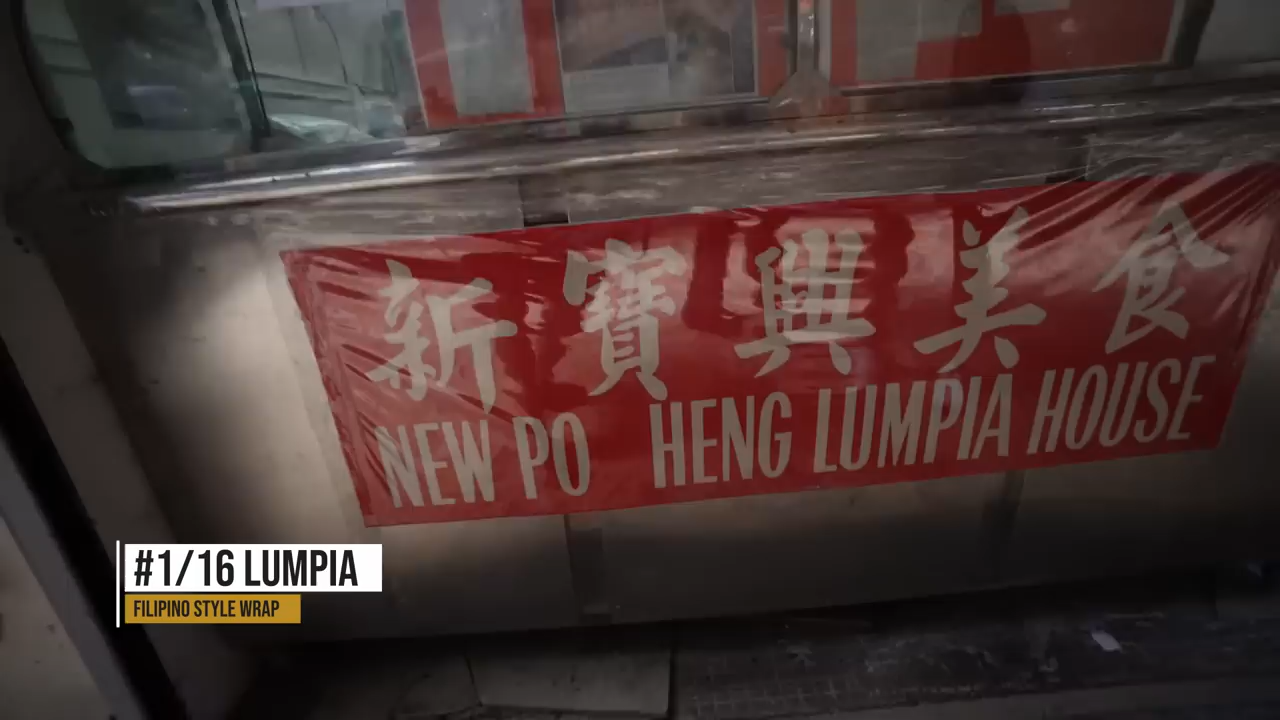 新寶興美食
NEW PO HENG LUMPIA HOUSE
#1/16 LUMPIA
FILIPINO STYLE WRAP